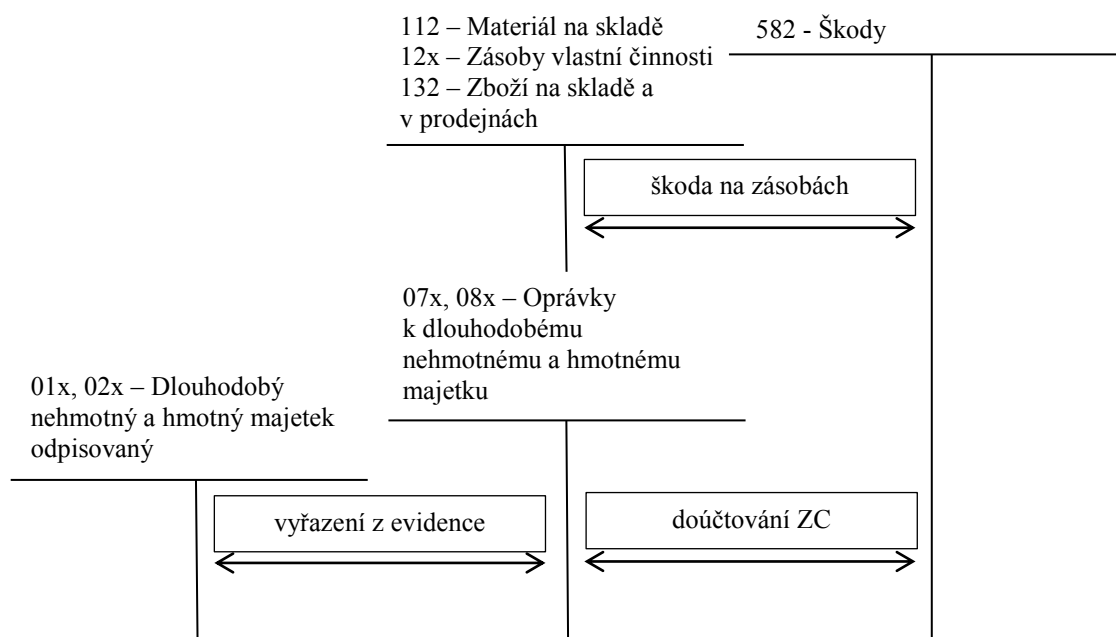 112 – Materiál na skladě
12x – Zásoby vlastní činnosti
132 – Zboží na skladě a
v prodejnách
582 - Škody
škoda na zásobách
07x, 08x – Oprávky
k dlouhodobému
nehmotnému a hmotnému
majetku
01x, 02x – Dlouhodobý
nehmotný a hmotný majetek
odpisovaný
vyřazení z evidence
doúčtování ZC